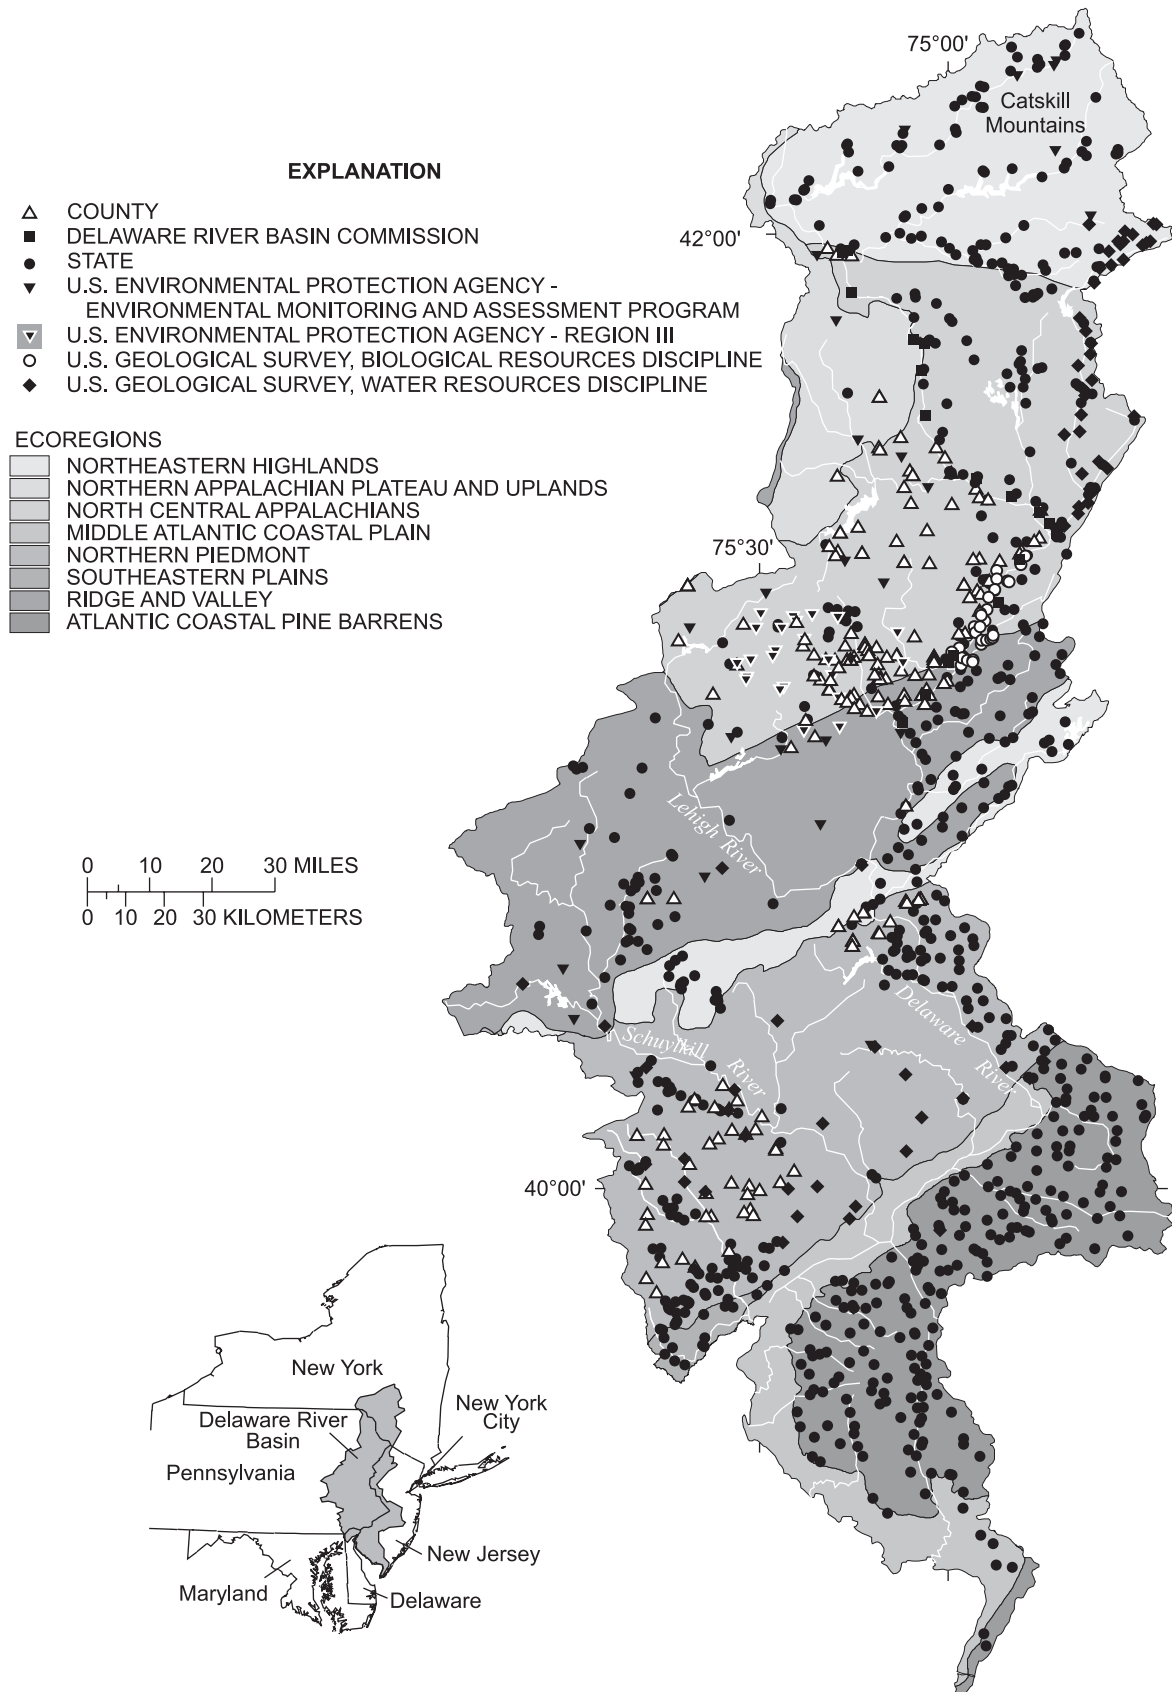 75°00'
Catskill
Mountains
EXPLANATION
COUNTY
DELAWARE RIVER BASIN COMMISSION
STATE
U.S. ENVIRONMENTAL PROTECTION AGENCY -
ENVIRONMENTAL MONITORING AND ASSESSMENT PROGRAM
U.S. ENVIRONMENTAL PROTECTION AGENCY - REGION III
U.S. GEOLOGICAL SURVEY, BIOLOGICAL RESOURCES DISCIPLINE
U.S. GEOLOGICAL SURVEY, WATER RESOURCES DISCIPLINE
42°00'
ECOREGIONS
NORTHEASTERN HIGHLANDS
NORTHERN APPALACHIAN PLATEAU AND UPLANDS
NORTH CENTRAL APPALACHIANS
MIDDLE ATLANTIC COASTAL PLAIN
NORTHERN PIEDMONT
SOUTHEASTERN PLAINS
RIDGE AND VALLEY
ATLANTIC COASTAL PINE BARRENS
75°30'
Lehigh River
0 10 20 30 MILES
0 10 20 30 KILOMETERS
Delaware
River
Schuylkill
River
40°00'
New York
New York
City
Delaware River
Basin
Pennsylvania
New Jersey
Maryland
Delaware